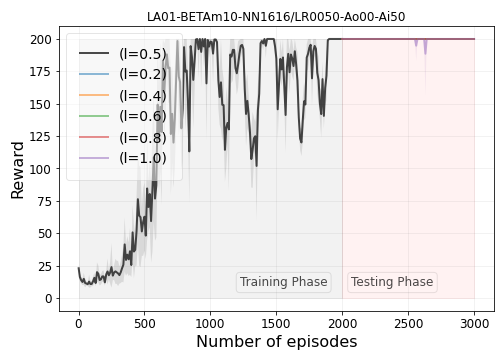 LA01-BETAm10-NN1616/LR0050-Ao00-Ai50
200
175
150
125
100
75
50
25
0
Reward
(l=0.5)
(l=0.2)
(l=0.4)
(l=0.6)
(l=0.8)
(l=1.0)
Training Phase
Testing Phase
0
500
1000
1500
2000
2500
3000
Number of episodes